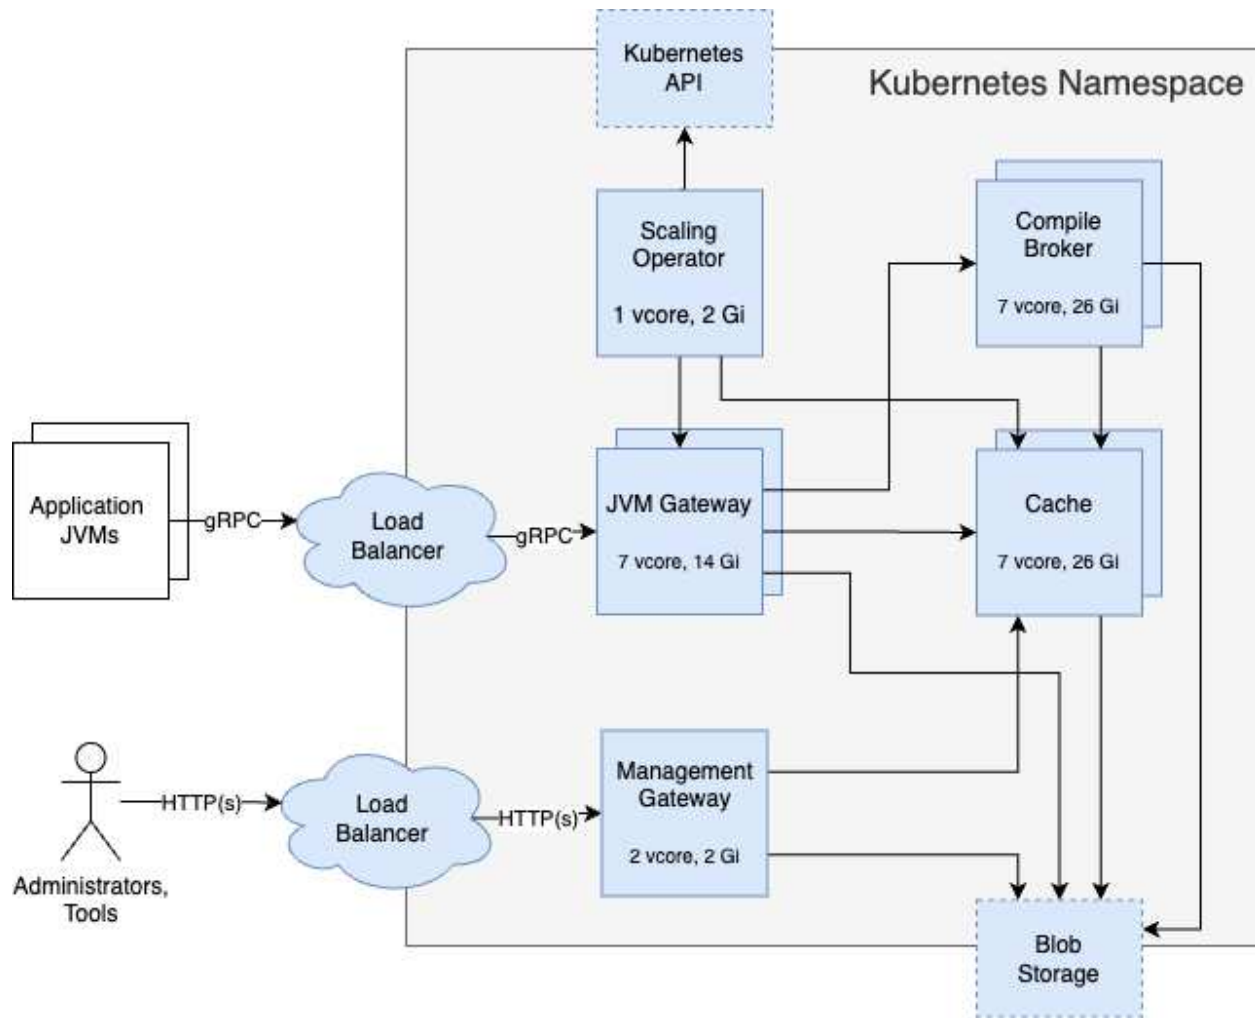 Kubernetes
API
Kubernetes Namespace
Scaling
Operator
1 vcore, 2 Gi
Compile
Broker
7 vcore, 26 Gi
Application
JVMs
gRPC
Load
Balancer
gRPC
JVM Gateway
7 vcore, 14 Gi
Cache
7 vcore, 26 Gi
Administrators,
Tools
HTTP(s)
Load
Balancer
HTTP(s)
Management
Gateway
2 vcore, 2 Gi
Blob
Storage